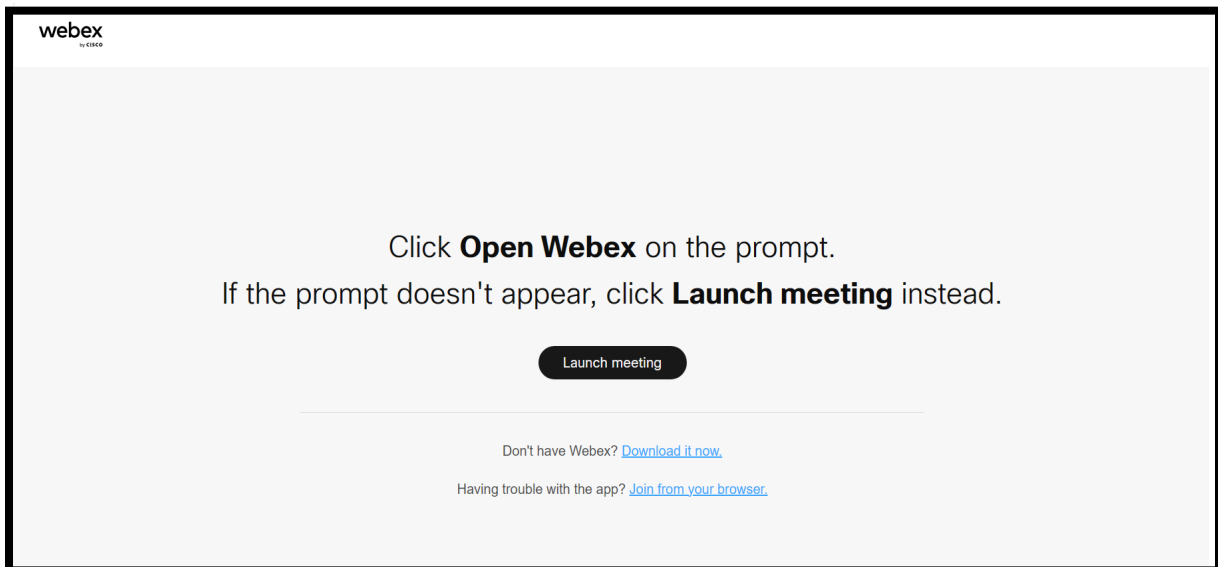 webex
by CISCO
Click Open Webex on the prompt.
If the prompt doesn't appear, click Launch meeting instead.
Launch meeting
Don't have Webex? Download it now.
Having trouble with the app? Join from your browser.